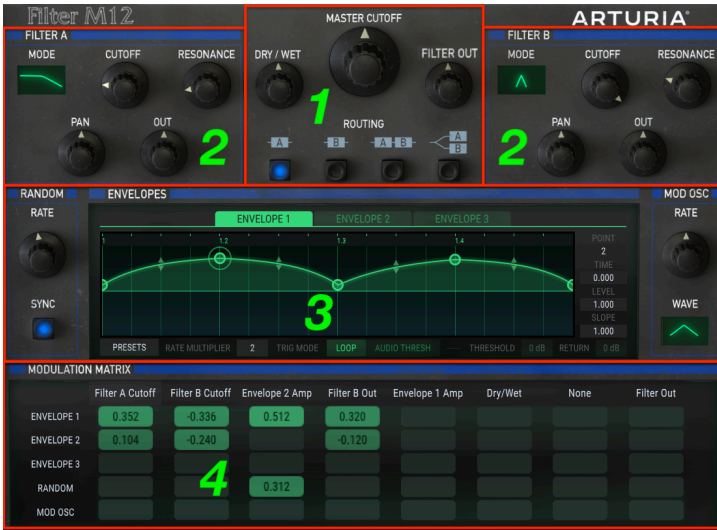 Filter M12
MASTER CUTOFF
ARTURIA
FILTER A
MODE CUTOFF RESONANCE
PAN OUT
2
DRY / WET FILTER OUT
1
ROUTING
A B A B A B
FILTER B
MODE CUTOFF RESONANCE
PAN OUT
2
RANDOM
RATE
SYNC
ENVELOPES
ENVELOPE 1 ENVELOPE 2 ENVELOPE 3
1 1.2 1.3 1.4
3
POINT
2
TIME
0.000
LEVEL
1.000
SLOPE
1.000
PRESETS RATE MULTIPLIER 2 TRIG MODE LOOP AUDIO THRESH THRESHOLD 0 dB RETURN 0 dB
MOD OSC
RATE
WAVE
MODULATION MATRIX
Filter A Cutoff Filter B Cutoff Envelope 2 Amp Filter B Out Envelope 1 Amp Dry/Wet None Filter Out
ENVELOPE 1 0.352 -0.336 0.512 0.320
ENVELOPE 2 0.104 -0.240 -0.120
ENVELOPE 3
4
RANDOM 0.312
MOD OSC